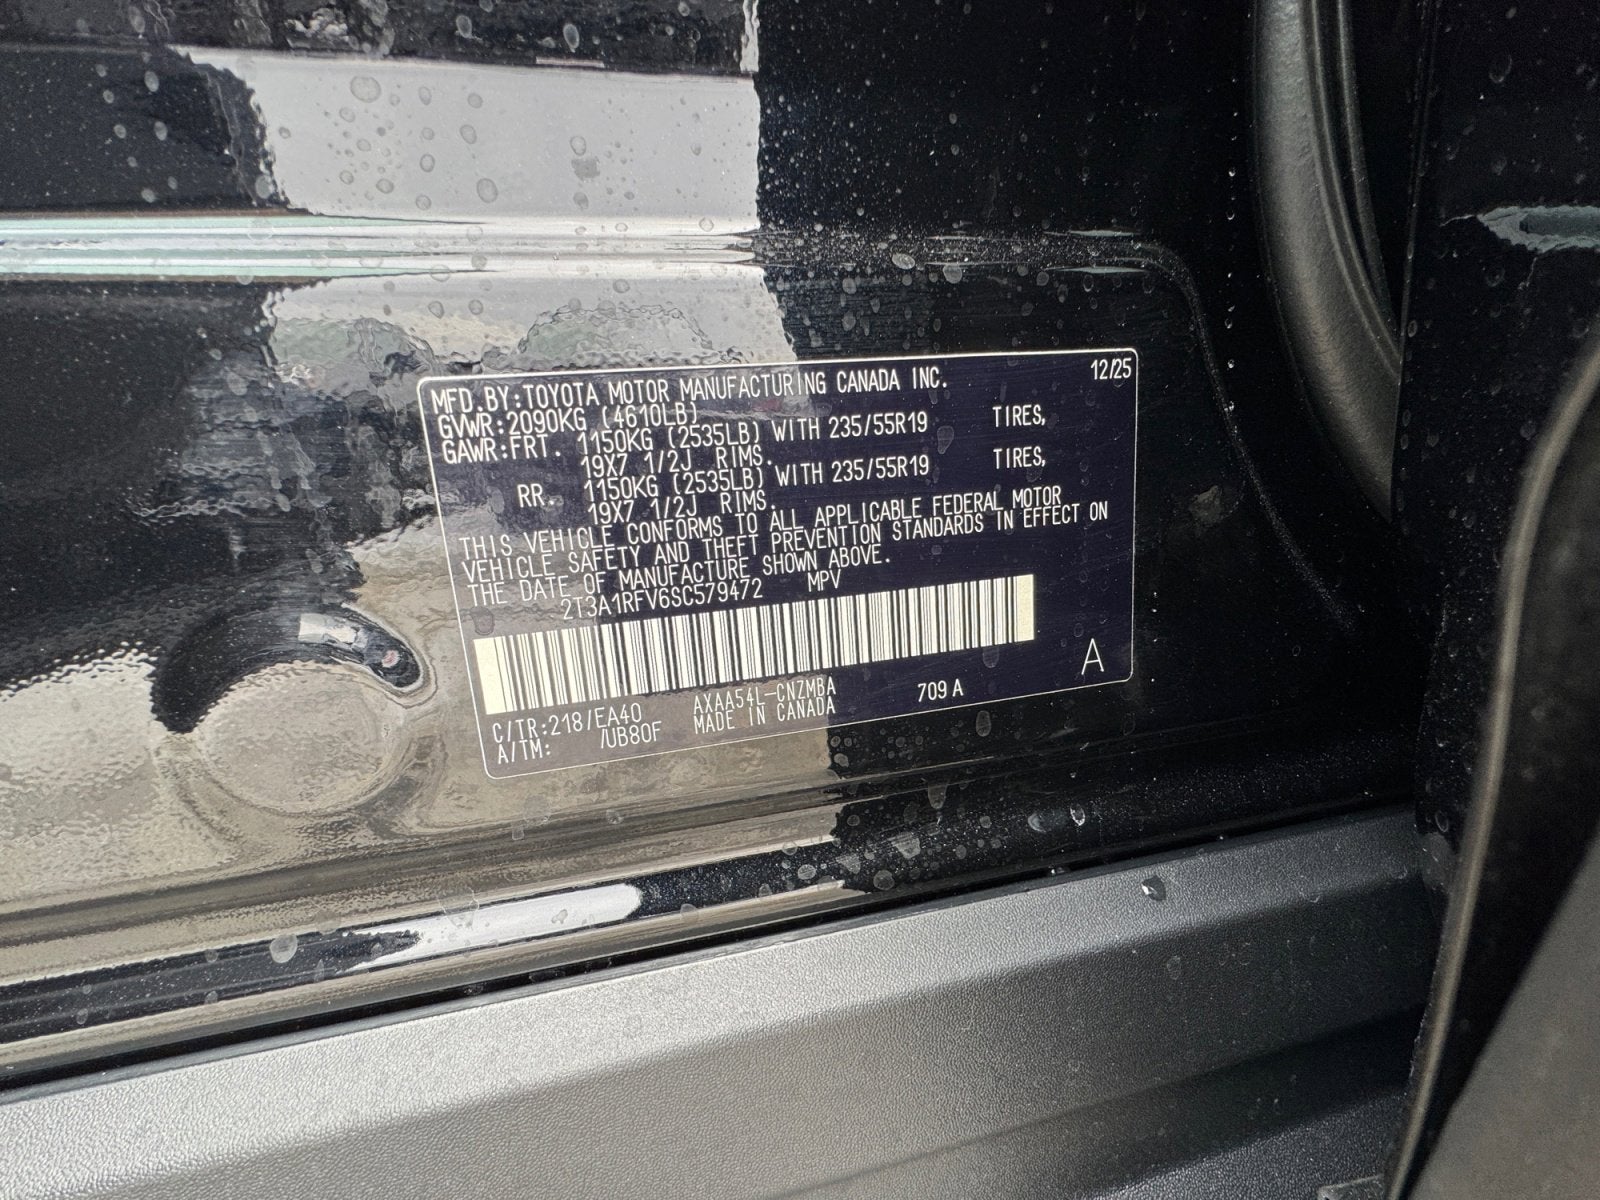 MFD.BY:TOYOTA MOTOR MANUFACTURING CANADA INC. 12/25
GVWR:2090KG (4610LB)
GAWR:FRT. 1150KG (2535LB) WITH 235/55R19 TIRES,
19X7 1/2J RIMS.
RR. 1150KG (2535LB) WITH 235/55R19 TIRES,
19X7 1/2J RIMS.
THIS VEHICLE CONFORMS TO ALL APPLICABLE FEDERAL MOTOR
VEHICLE SAFETY AND THEFT PREVENTION STANDARDS IN EFFECT ON
THE DATE OF MANUFACTURE SHOWN ABOVE.
2T3A1RFV6SC579472 MPV
A
C/TR:218/EA40 AXAA54L-CNZMBA 709 A
A/TM: /UB80F MADE IN CANADA